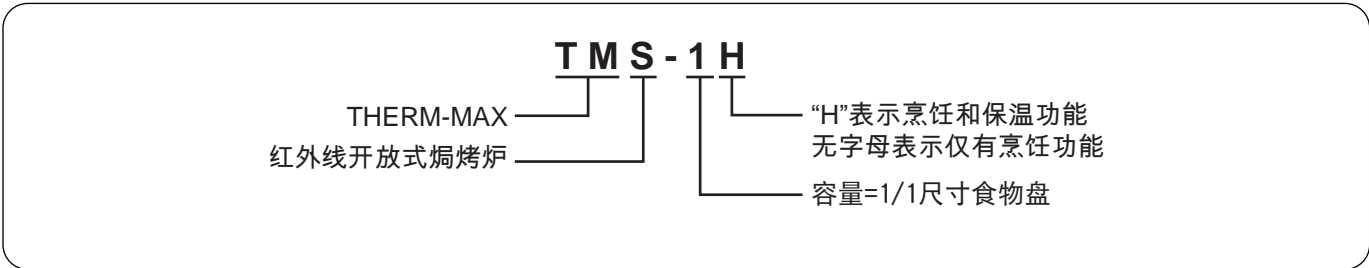 TMS-1H
THERM-MAX
红外线开放式焗烤炉
“H”表示烹饪和保温功能
无字母表示仅有烹饪功能
容量=1/1尺寸食物盘